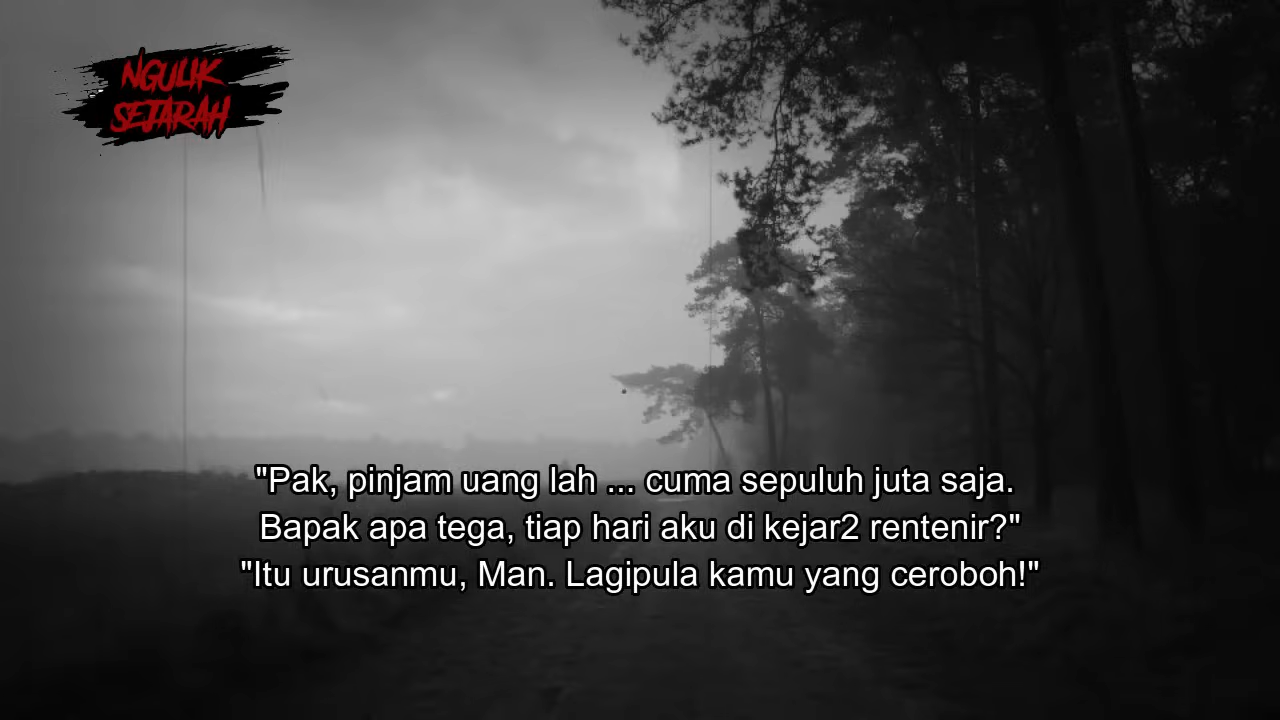 NGULIK
SEJARAH
"Pak, pinjam uang lah ... cuma sepuluh juta saja.
Bapak apa tega, tiap hari aku di kejar2 rentenir?"
"Itu urusanmu, Man. Lagipula kamu yang ceroboh!"